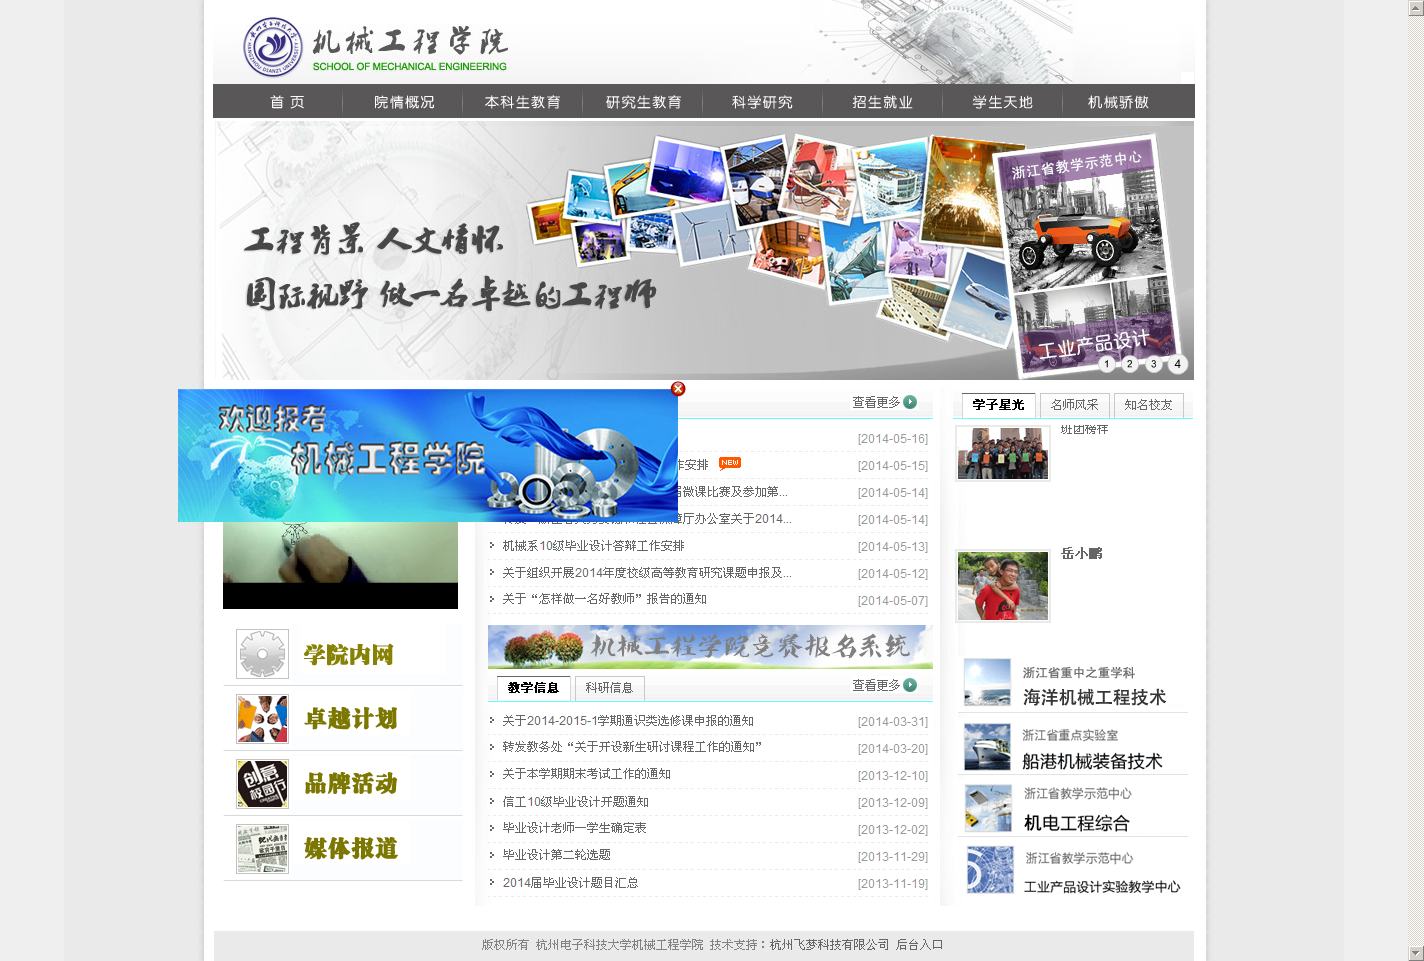 机械工程学院
SCHOOL OF MECHANICAL ENGINEERING
首 页 院情概况 本科生教育 研究生教育 科学研究 招生就业 学生天地 机械骄傲
浙江省教学示范中心
工程背景 人文情怀
国际视野 做一名卓越的工程师
工业产品设计
1 2 3 4
欢迎报考
机械工程学院
查看更多
[2014-05-16]
作安排 NEW [2014-05-15]
微课比赛及参加第... [2014-05-14]
厅办公室关于2014... [2014-05-14]
机械系10级毕业设计答辩工作安排 [2014-05-13]
关于组织开展2014年度校级高等教育研究课题申报及... [2014-05-12]
关于“怎样做一名好教师”报告的通知 [2014-05-07]
机械工程学院竞赛报名系统
教学信息 科研信息 查看更多
关于2014-2015-1学期通识类选修课申报的通知 [2014-03-31]
转发教务处“关于开设新生研讨课程工作的通知” [2014-03-20]
关于本学期期末考试工作的通知 [2013-12-10]
信工10级毕业设计开题通知 [2013-12-09]
毕业设计老师一学生确定表 [2013-12-02]
毕业设计第二轮选题 [2013-11-29]
2014届毕业设计题目汇总 [2013-11-19]
学院内网
卓越计划
创意
校园行
品牌活动
媒体报道
学子星光 名师风采 知名校友
班团榜样
岳小鹏
浙江省重中之重学科
海洋机械工程技术
浙江省重点实验室
船港机械装备技术
浙江省教学示范中心
机电工程综合
浙江省教学示范中心
工业产品设计实验教学中心
版权所有 杭州电子科技大学机械工程学院 技术支持：杭州飞梦科技有限公司 后台入口